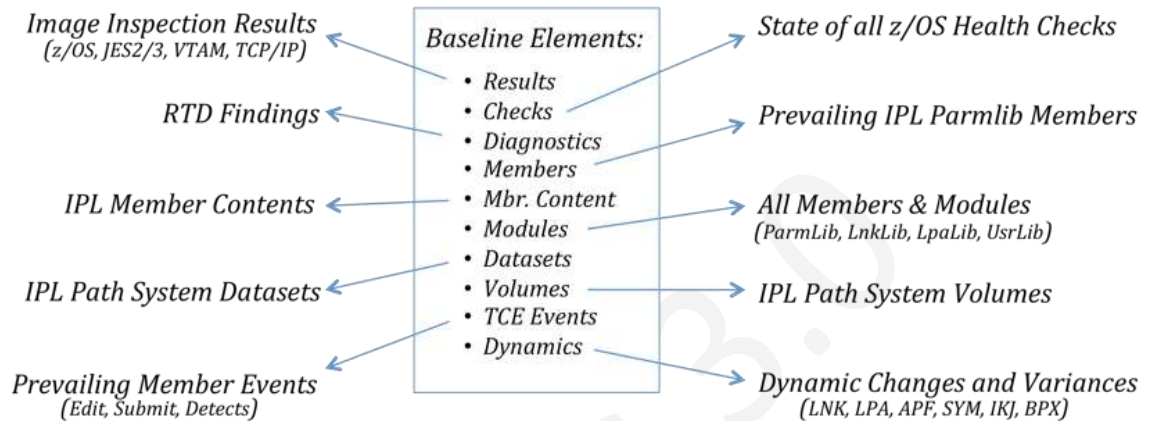 Image Inspection Results
(z/OS, JES2/3, VTAM, TCP/IP)
RTD Findings
IPL Member Contents
IPL Path System Datasets
Prevailing Member Events
(Edit, Submit, Detects)
Baseline Elements:
• Results
• Checks
• Diagnostics
• Members
• Mbr. Content
• Modules
• Datasets
• Volumes
• TCE Events
• Dynamics
State of all z/OS Health Checks
Prevailing IPL Parmlib Members
All Members & Modules
(ParmLib, LnkLib, LpaLib, UsrLib)
IPL Path System Volumes
Dynamic Changes and Variances
(LNK, LPA, APF, SYM, IKJ, BPX)
3.0